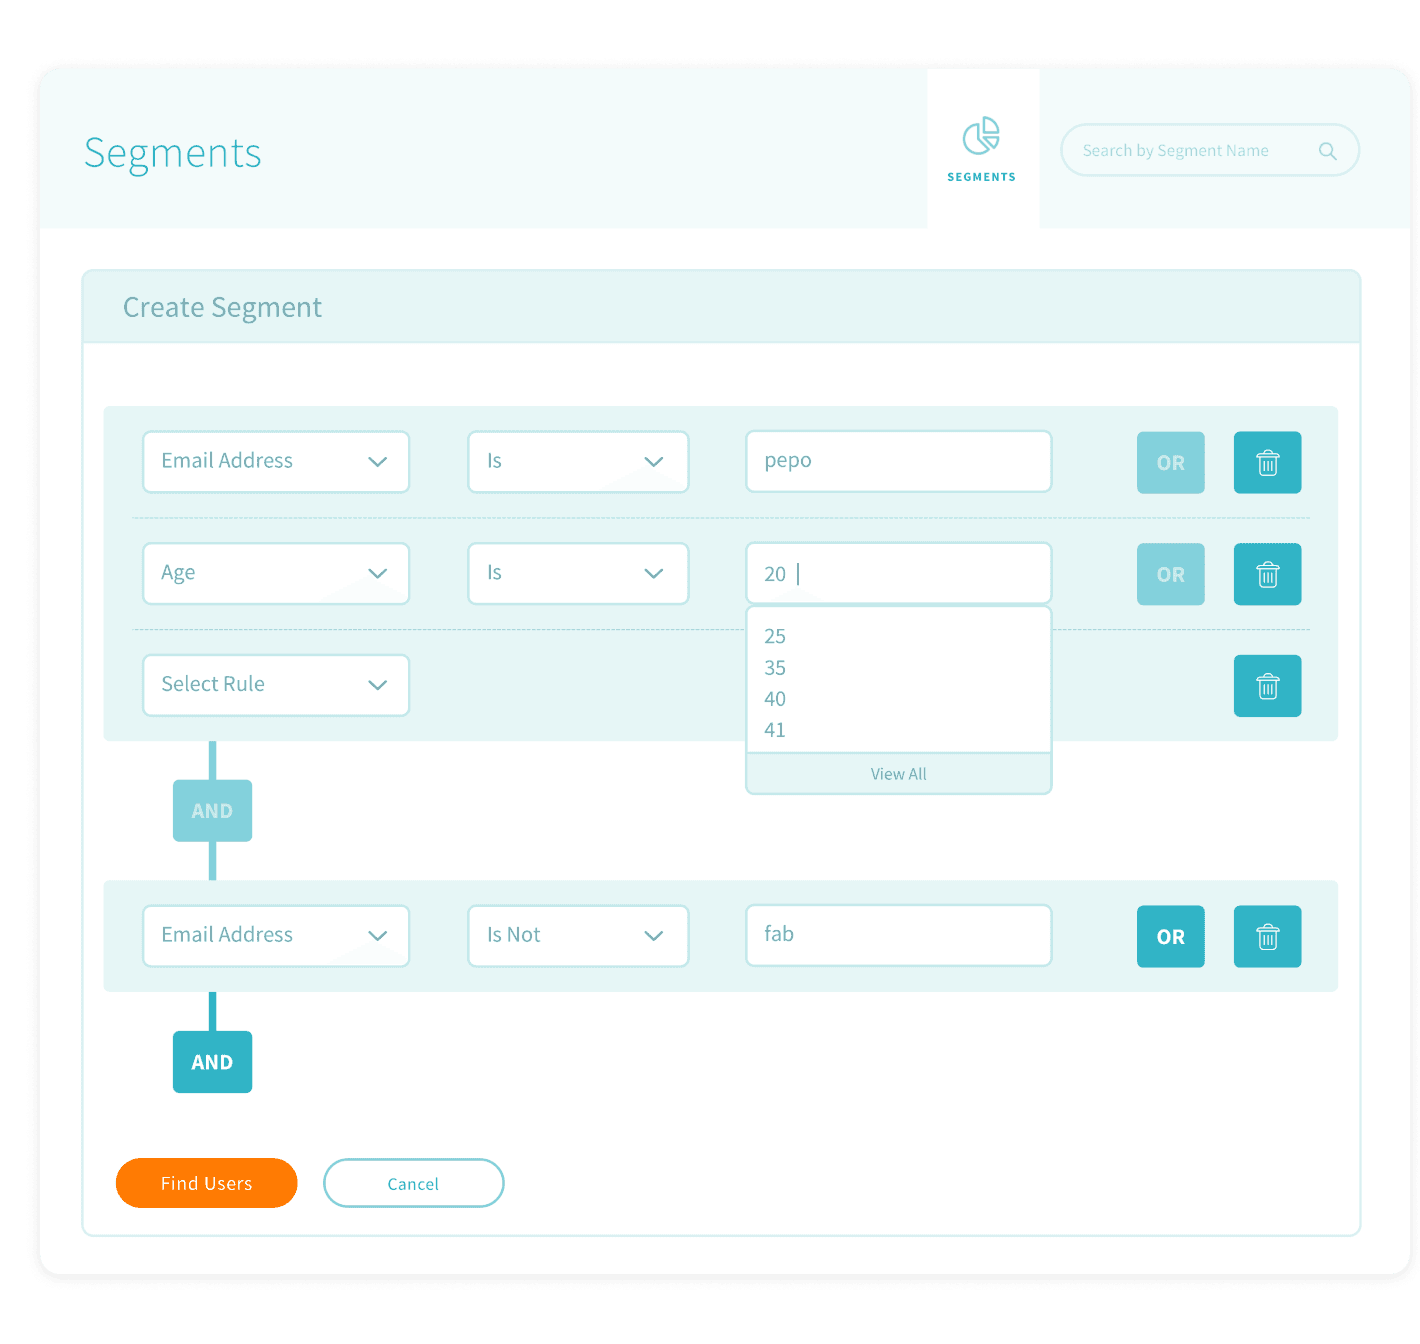 Segments
SEGMENTS
Search by Segment Name
Create Segment
Email Address Is pepo OR
Age Is 20 OR
25
35
Select Rule
40
41
View All
AND
Email Address Is Not fab OR
AND
Find Users Cancel